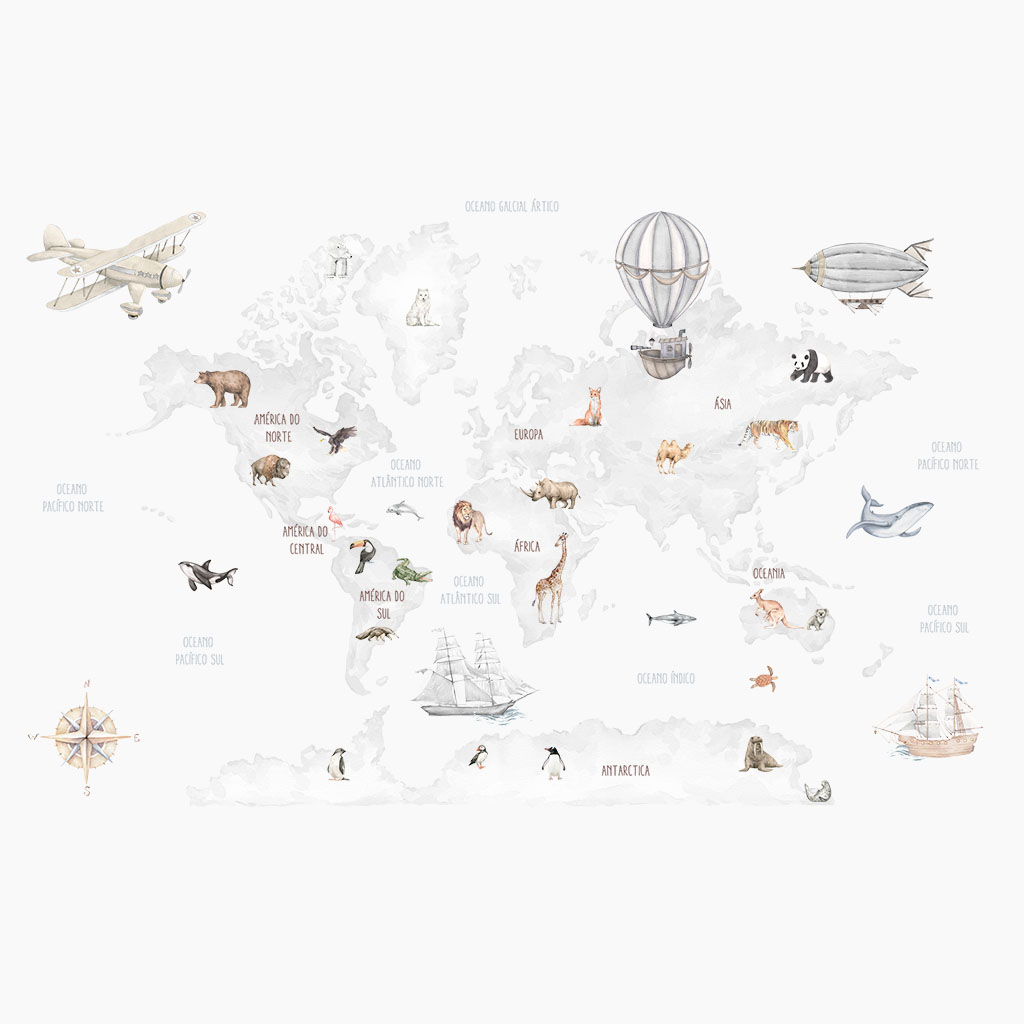 OCEANO GALCIAL ÁRTICO
ÁSIA
AMÉRICA DO
NORTE
EUROPA
OCEANO
PACÍFICO NORTE
OCEANO
ATLÂNTICO NORTE
OCEANO
PACÍFICO NORTE
AMÉRICA DO
CENTRAL
ÁFRICA
OCEANIA
OCEANO
ATLÂNTICO SUL
AMÉRICA DO
SUL
OCEANO
PACÍFICO SUL
OCEANO
PACÍFICO SUL
OCEANO ÍNDICO
N
W E
S
ANTARCTICA